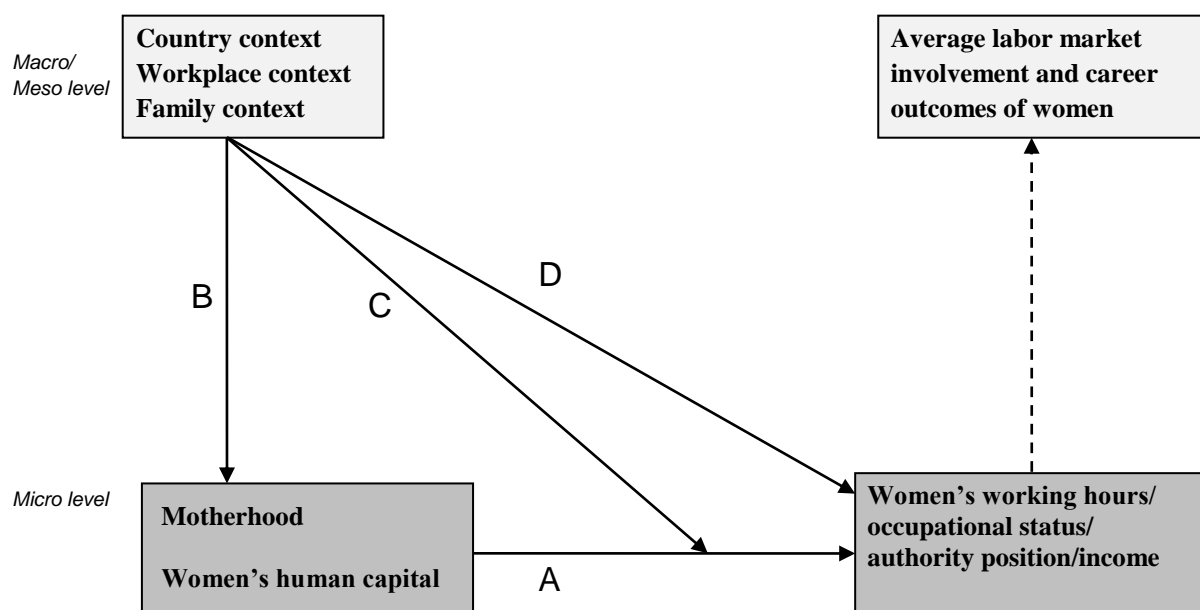 Macro/
Meso level
Country context
Workplace context
Family context
Average labor market
involvement and career
outcomes of women
B
C
D
Micro level
Motherhood
Women’s human capital
A
Women’s working hours/
occupational status/
authority position/income